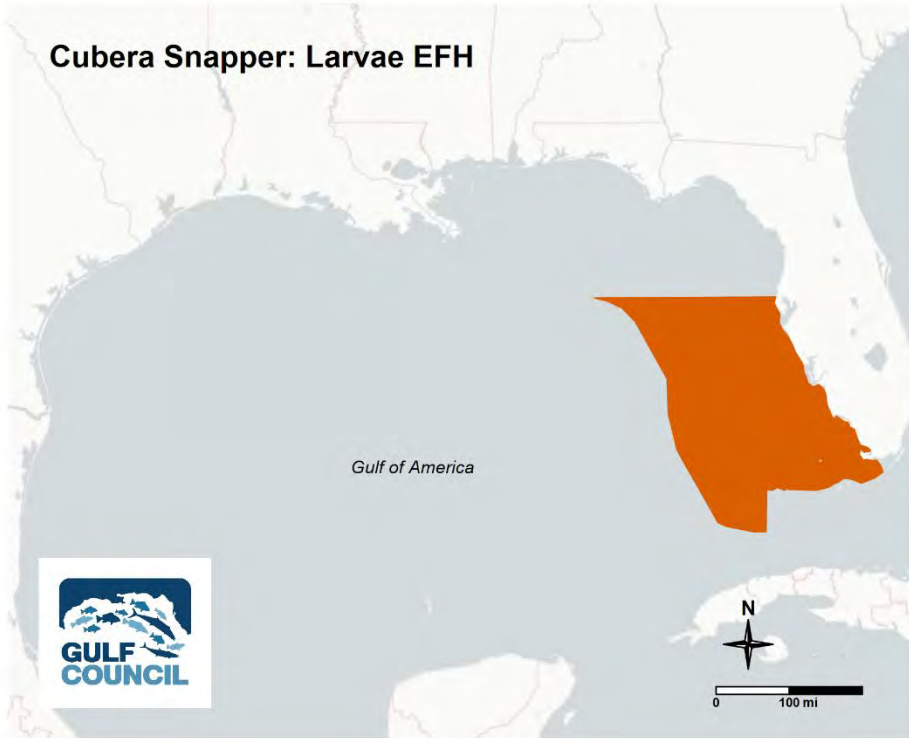 Cubera Snapper: Larvae EFH
Gulf of America
GULF
COUNCIL
N
0 100 mi